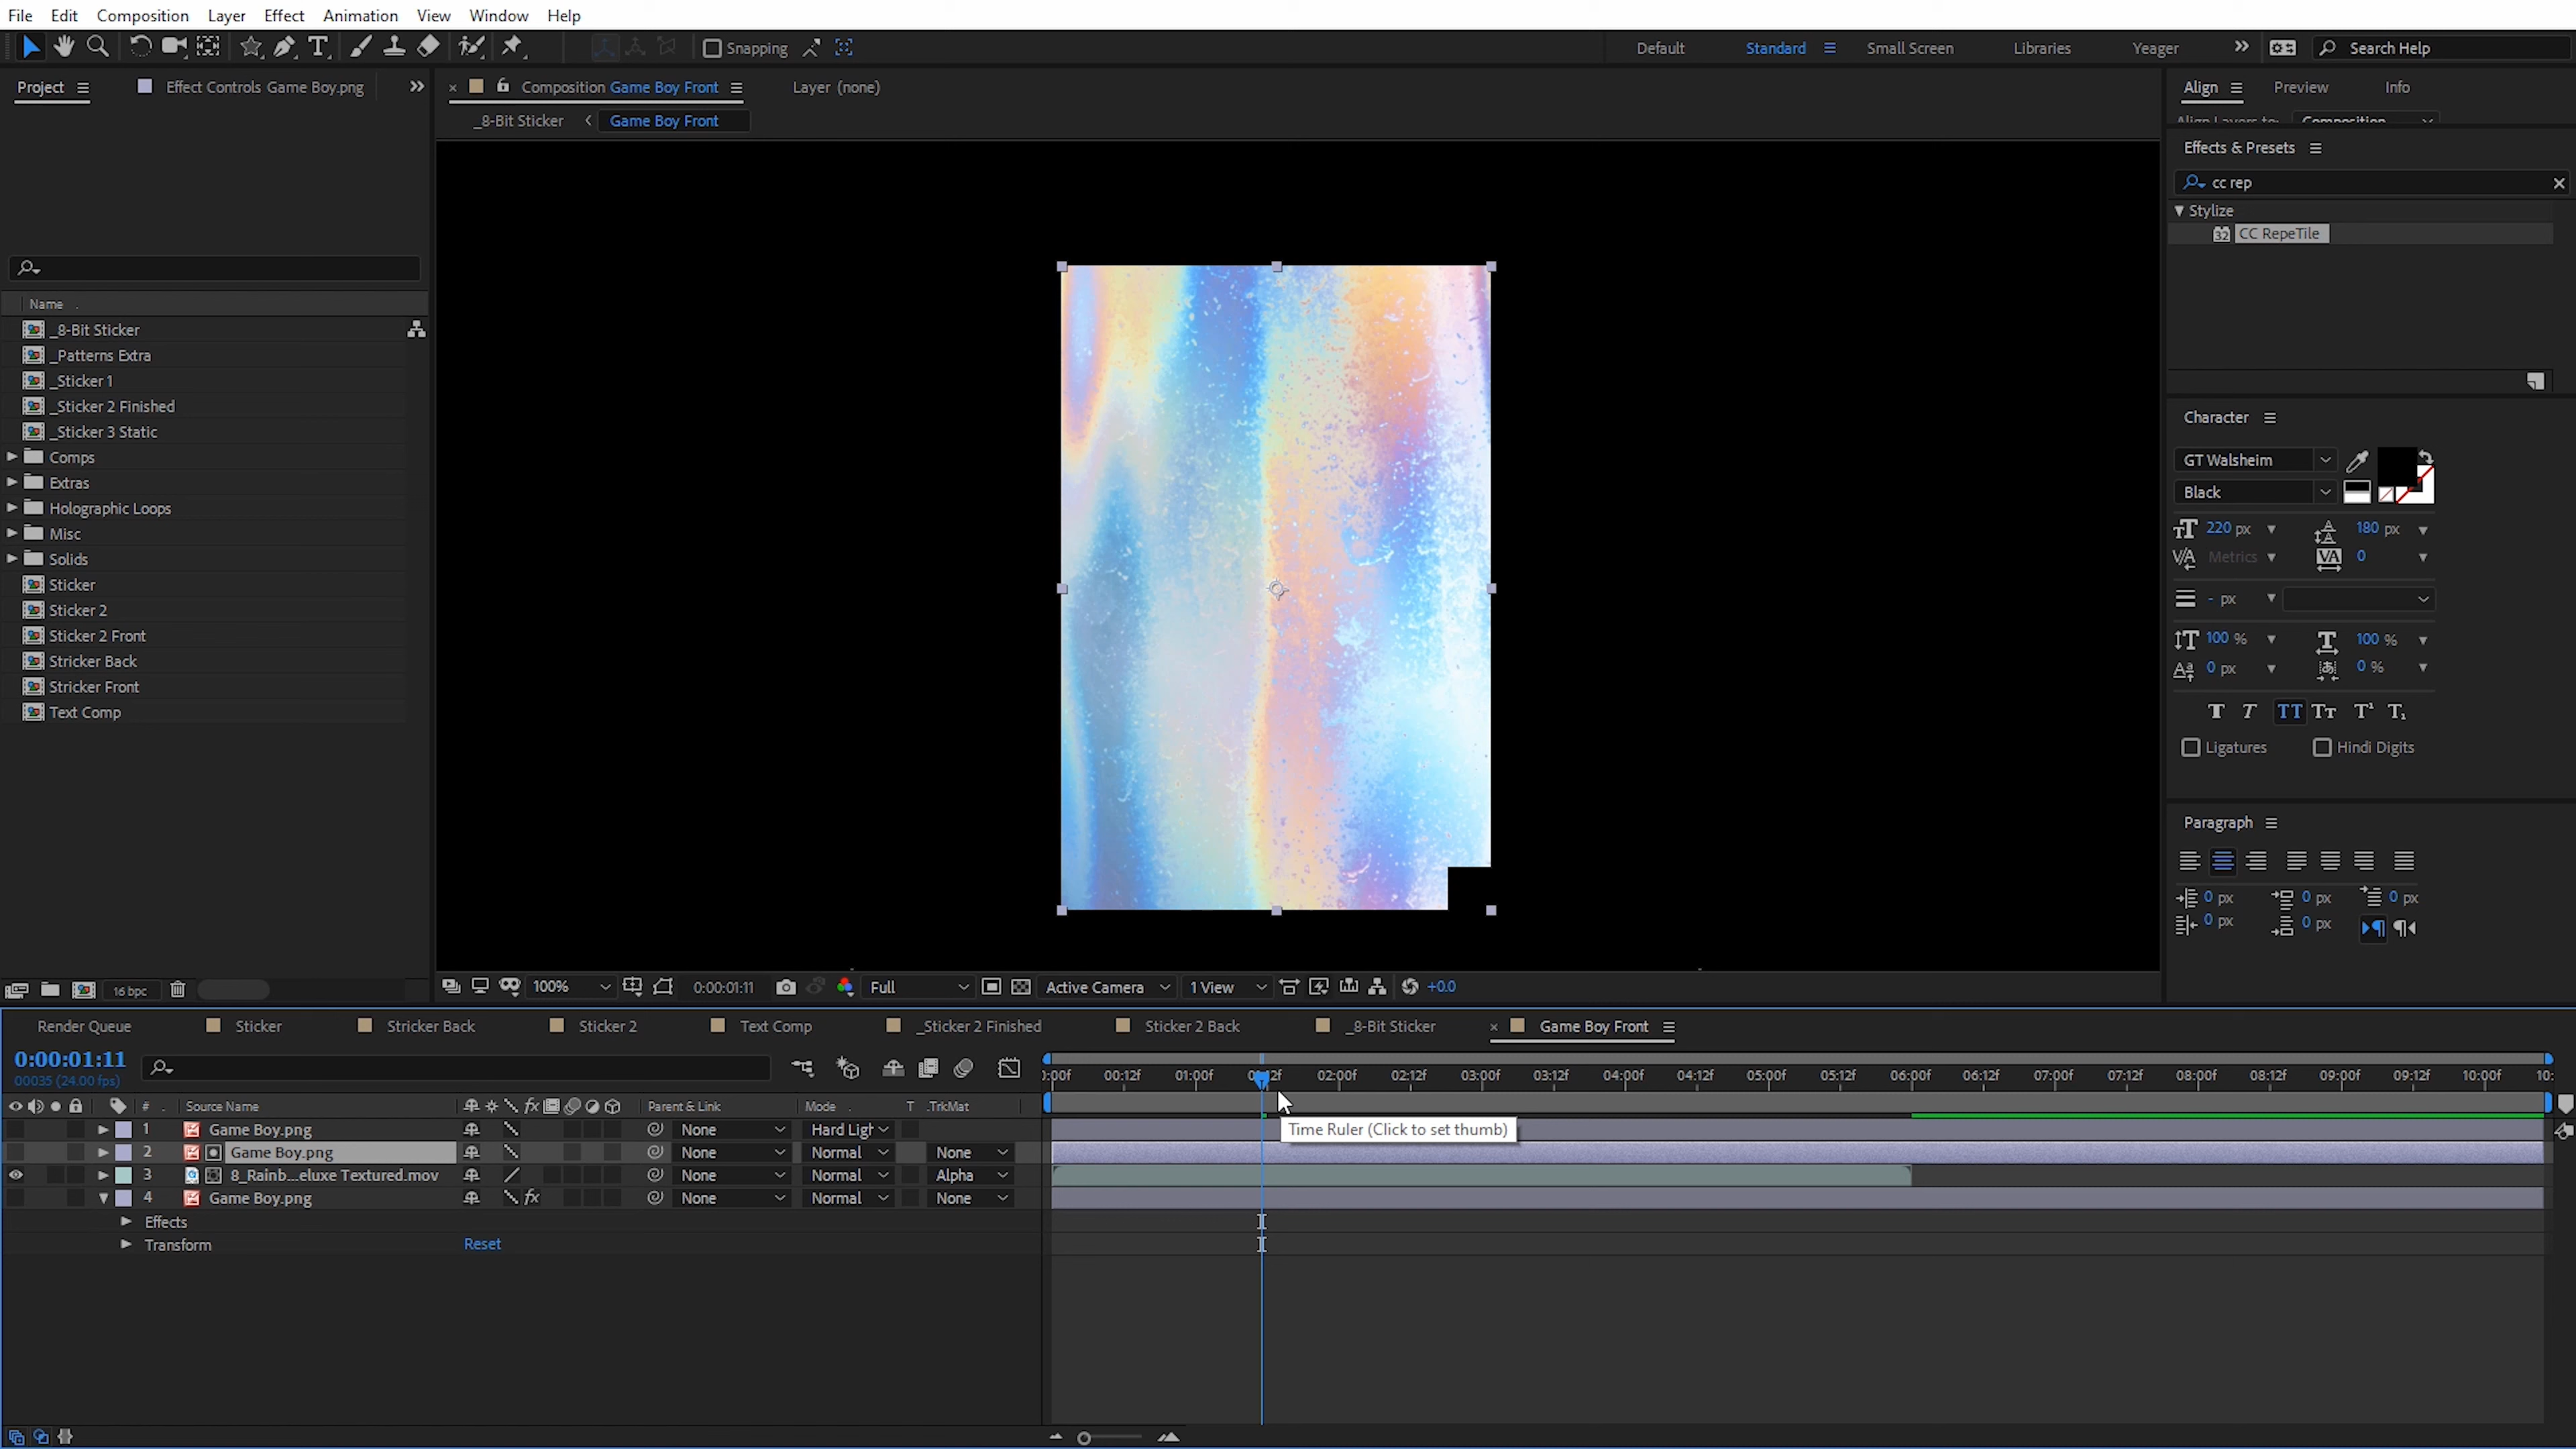 File Edit Composition Layer Effect Animation View Window Help
Snapping Default Standard Small Screen Libraries Yeager Search Help
Project Effect Controls Game Boy.png Composition Game Boy Front Layer (none) Align Preview Info
_8-Bit Sticker Game Boy Front Align Layers to: Composition
Effects & Presets
cc rep
Stylize
32 CC RepeTile
Name
_8-Bit Sticker
_Patterns Extra
_Sticker 1
_Sticker 2 Finished
_Sticker 3 Static
Comps
Extras
Holographic Loops
Misc
Solids
Sticker
Sticker 2
Sticker 2 Front
Stricker Back
Stricker Front
Text Comp
Character
GT Walsheim
Black
220 px 180 px
Metrics 0
- px
100 % 100 %
0 px 0 %
Ligatures Hindi Digits
Paragraph
0 px 0 px 0 px
0 px 0 px
16 bpc 100% 0:00:01:11 Full Active Camera 1 View +0.0
Render Queue Sticker Stricker Back Sticker 2 Text Comp _Sticker 2 Finished Sticker 2 Back _8-Bit Sticker Game Boy Front
0:00:01:11
00035 (24.00 fps)
:00f 00:12f 01:00f 01:12f 02:00f 02:12f 03:00f 03:12f 04:00f 04:12f 05:00f 05:12f 06:00f 06:12f 07:00f 07:12f 08:00f 08:12f 09:00f 09:12f 10:00f 10:
# Source Name Parent & Link Mode T .TrkMat
1 Game Boy.png None Hard Ligh
Time Ruler (Click to set thumb)
2 Game Boy.png None Normal None
3 8_Rainb...eluxe Textured.mov None Normal Alpha
4 Game Boy.png None Normal None
Effects
Transform Reset